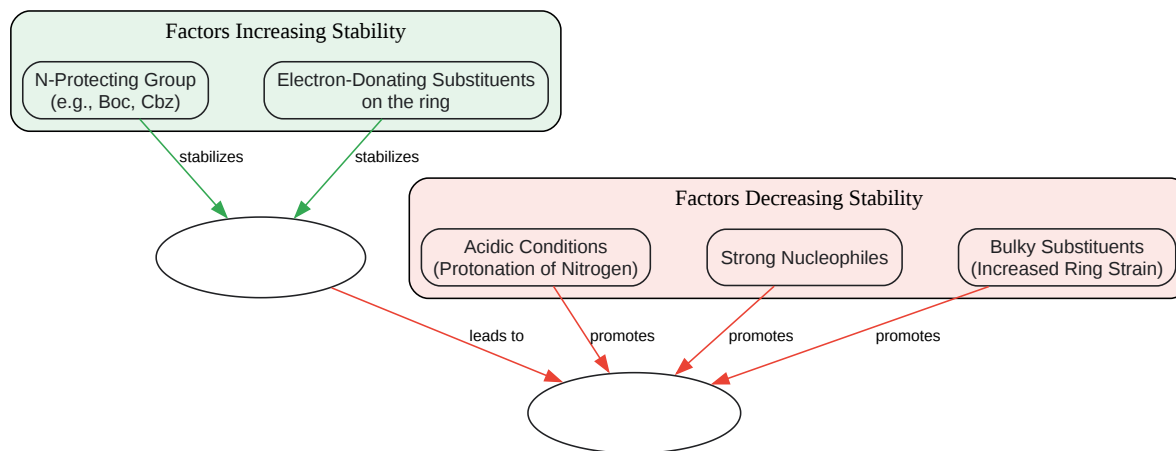 Factors Increasing Stability
N-Protecting Group
(e.g., Boc, Cbz)
Electron-Donating Substituents
on the ring
stabilizes
stabilizes
Factors Decreasing Stability
Acidic Conditions
(Protonation of Nitrogen)
Strong Nucleophiles
Bulky Substituents
(Increased Ring Strain)
leads to
promotes
promotes
promotes